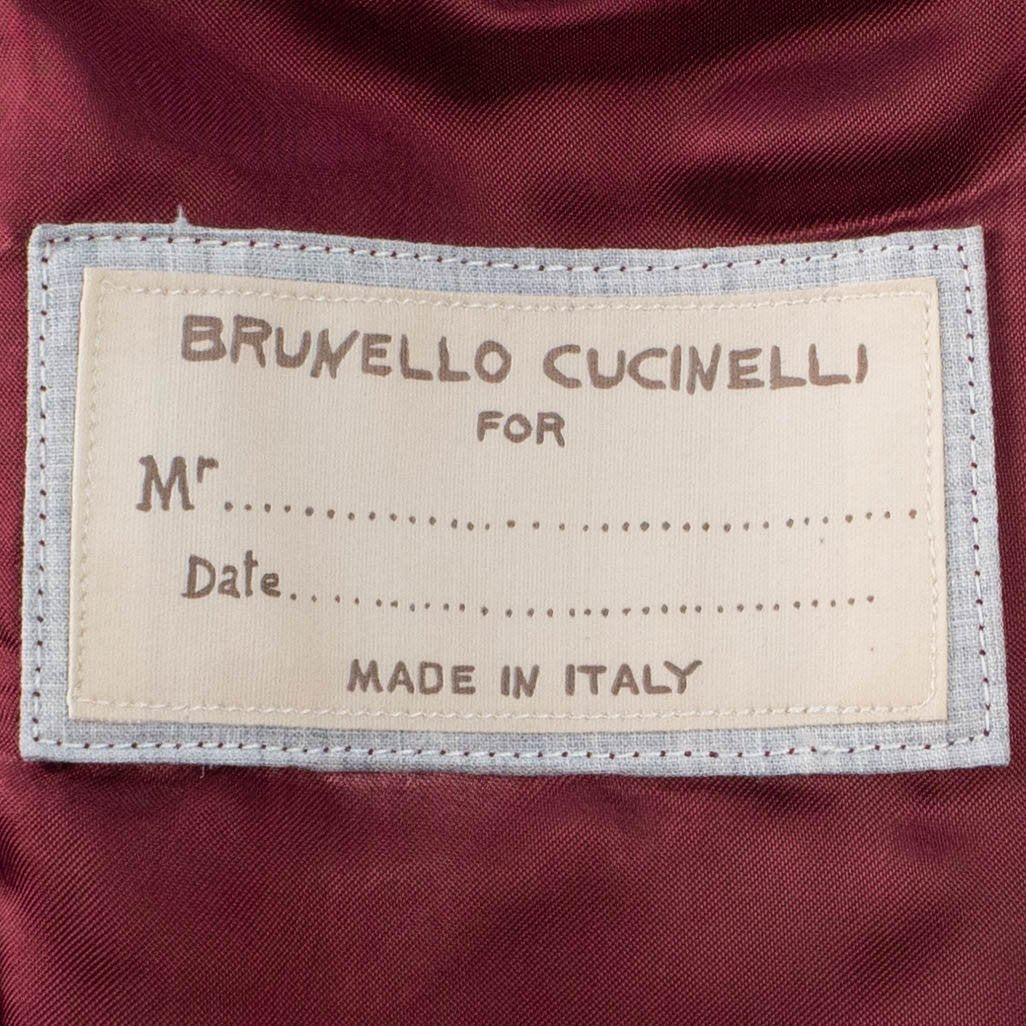 BRUNELLO CUCINELLI
FOR
Mr.......................................
Date.................................
MADE IN ITALY